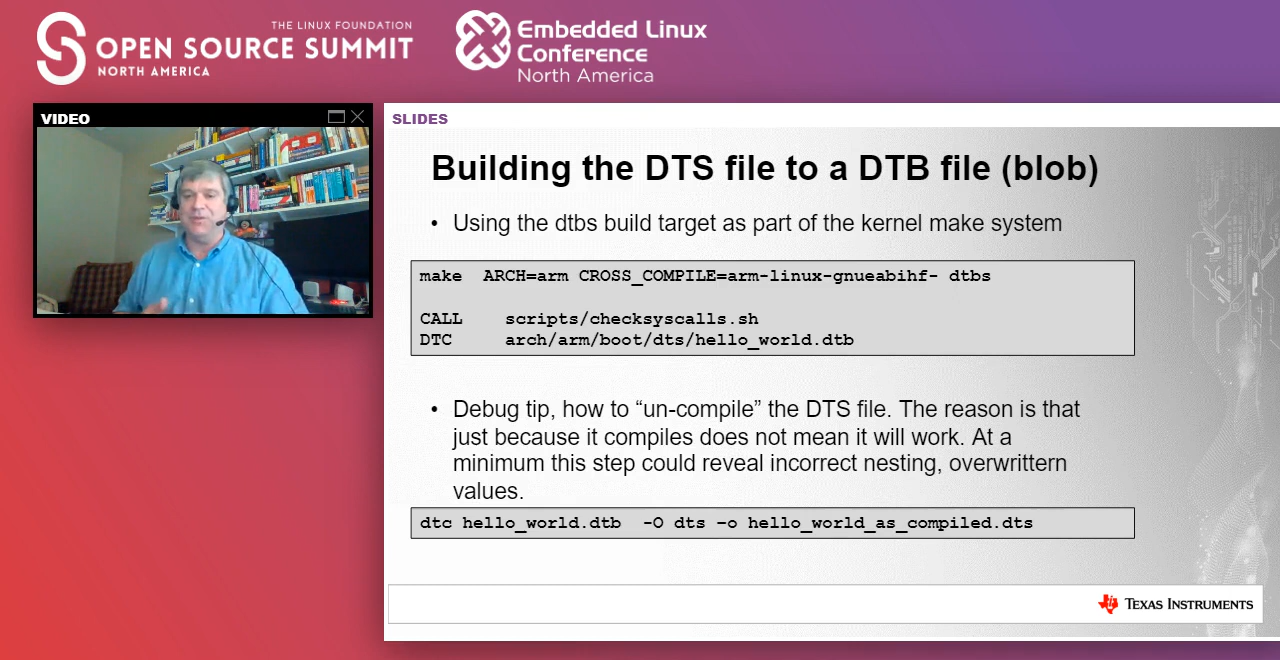 THE LINUX FOUNDATION
OPEN SOURCE SUMMIT
NORTH AMERICA
Embedded Linux
Conference
North America
VIDEO
SLIDES
Building the DTS file to a DTB file (blob)
• Using the dtbs build target as part of the kernel make system
make ARCH=arm CROSS_COMPILE=arm-linux-gnueabihf- dtbs
CALL scripts/checksyscalls.sh
DTC arch/arm/boot/dts/hello_world.dtb
• Debug tip, how to “un-compile” the DTS file. The reason is that
just because it compiles does not mean it will work. At a
minimum this step could reveal incorrect nesting, overwrittern
values.
dtc hello_world.dtb -O dts –o hello_world_as_compiled.dts
TEXAS INSTRUMENTS